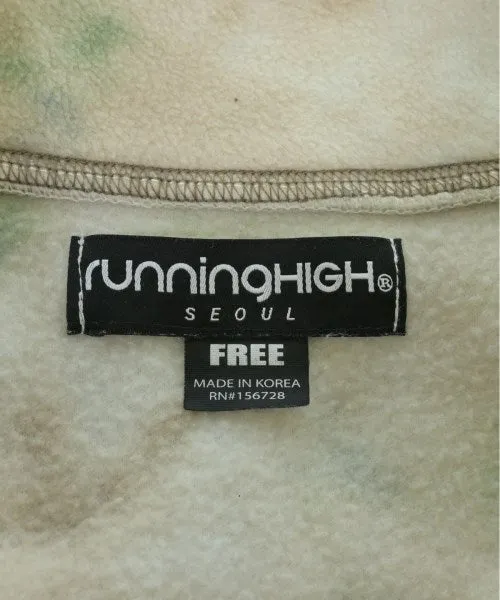 runningHIGH®
SEOUL
FREE
MADE IN KOREA
RN#156728